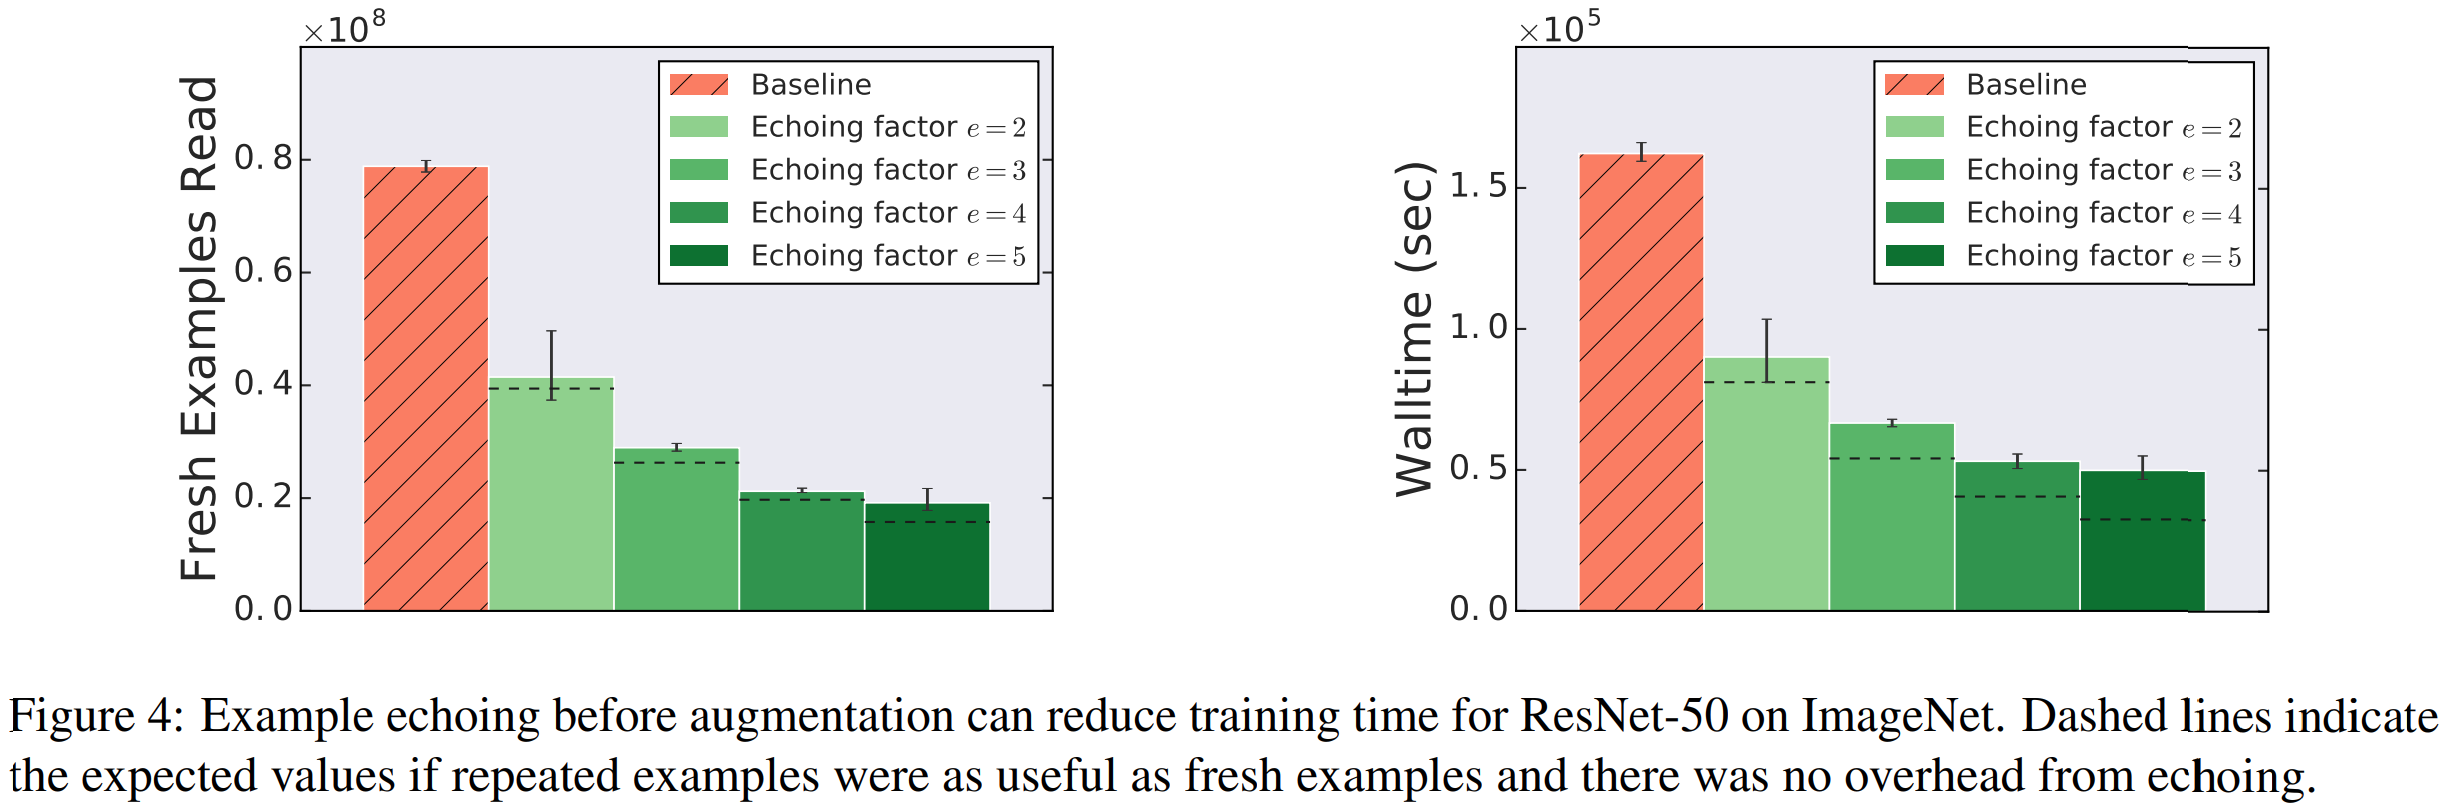 ×10⁸
Fresh Examples Read
0.8
0.6
0.4
0.2
0.0
Baseline
Echoing factor e = 2
Echoing factor e = 3
Echoing factor e = 4
Echoing factor e = 5
×10⁵
Walltime (sec)
1.5
1.0
0.5
0.0
Baseline
Echoing factor e = 2
Echoing factor e = 3
Echoing factor e = 4
Echoing factor e = 5
Figure 4: Example echoing before augmentation can reduce training time for ResNet-50 on ImageNet. Dashed lines indicate
the expected values if repeated examples were as useful as fresh examples and there was no overhead from echoing.